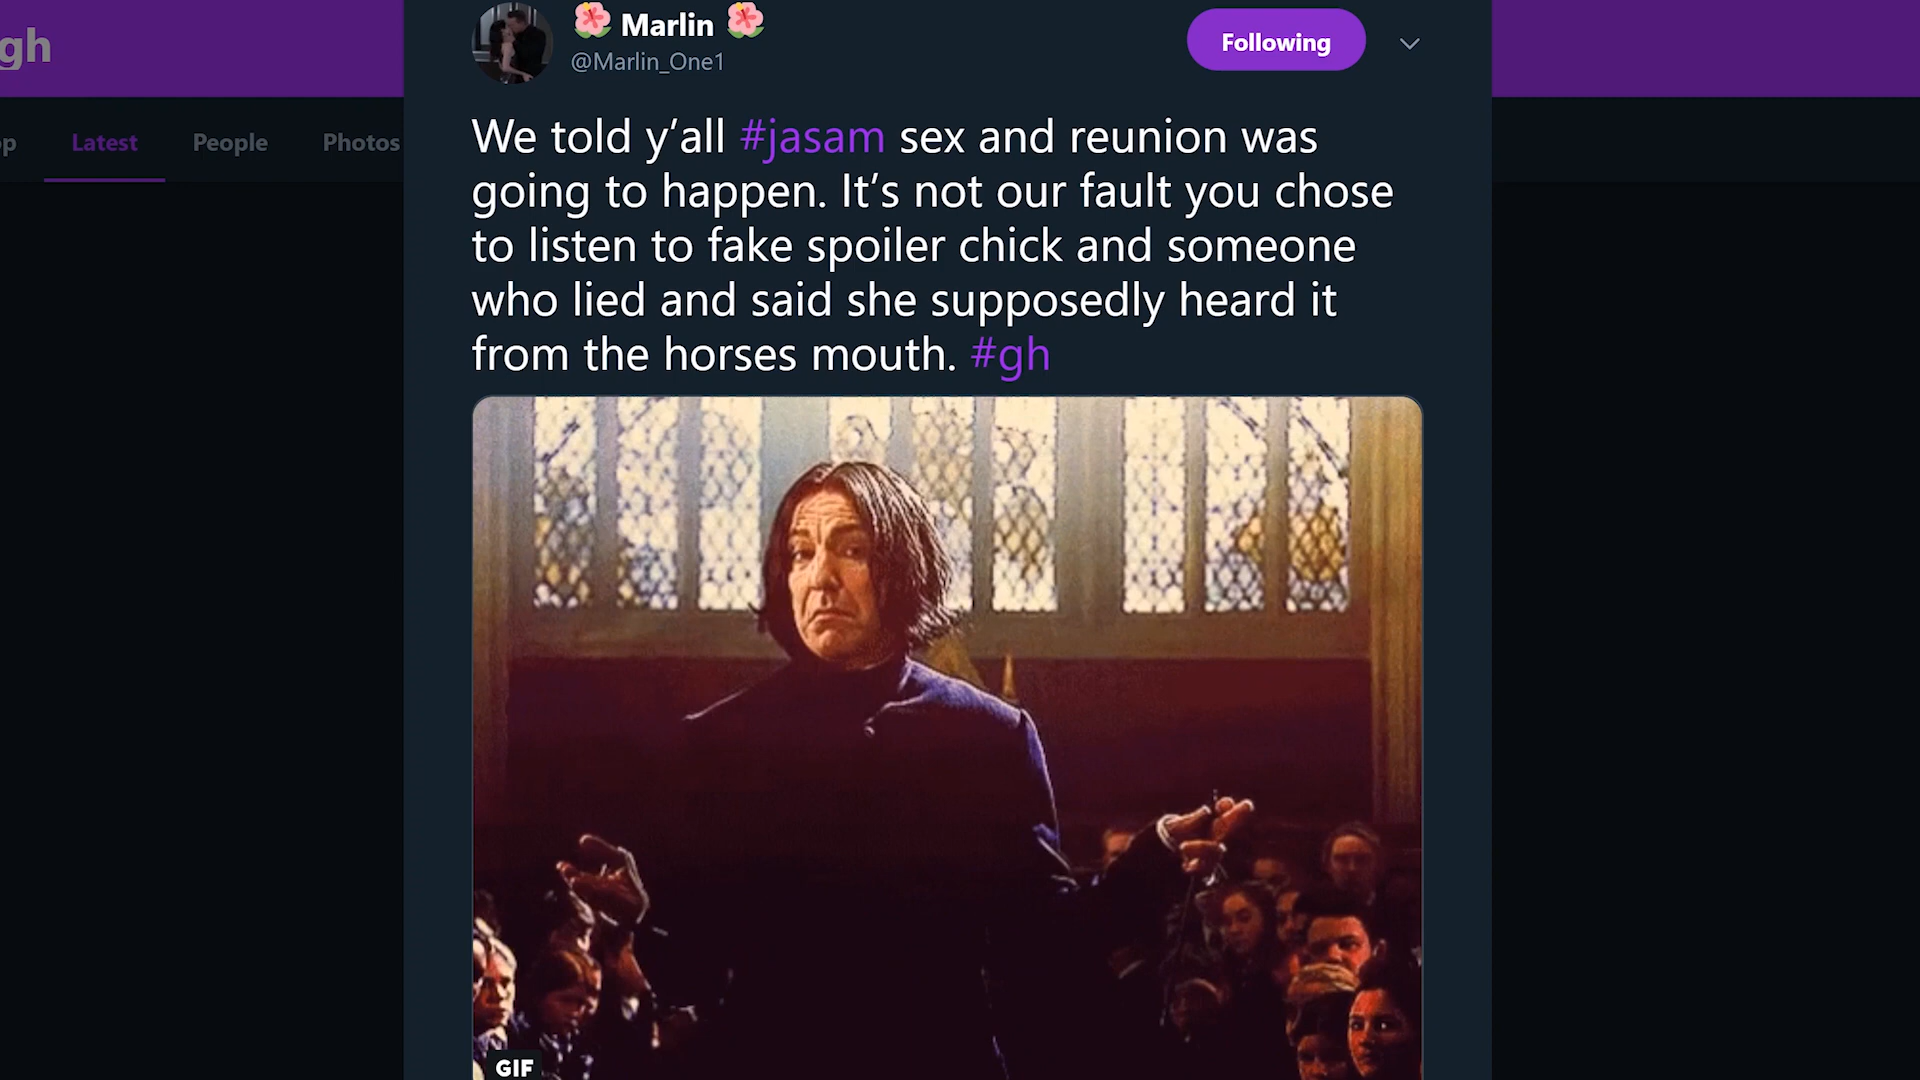 gh
🌺 Marlin 🌺
@Marlin_One1
Following
Latest
People
Photos
We told y’all #jasam sex and reunion was
going to happen. It’s not our fault you chose
to listen to fake spoiler chick and someone
who lied and said she supposedly heard it
from the horses mouth. #gh
GIF